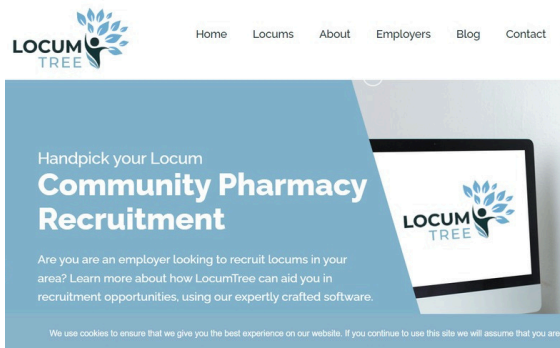 LOCUM
TREE
Home Locums About Employers Blog Contact
Handpick your Locum
Community Pharmacy
Recruitment
Are you are an employer looking to recruit locums in your
area? Learn more about how LocumTree can aid you in
recruitment opportunities, using our expertly crafted software.
LOCUM
TREE
We use cookies to ensure that we give you the best experience on our website. If you continue to use this site we will assume that you are